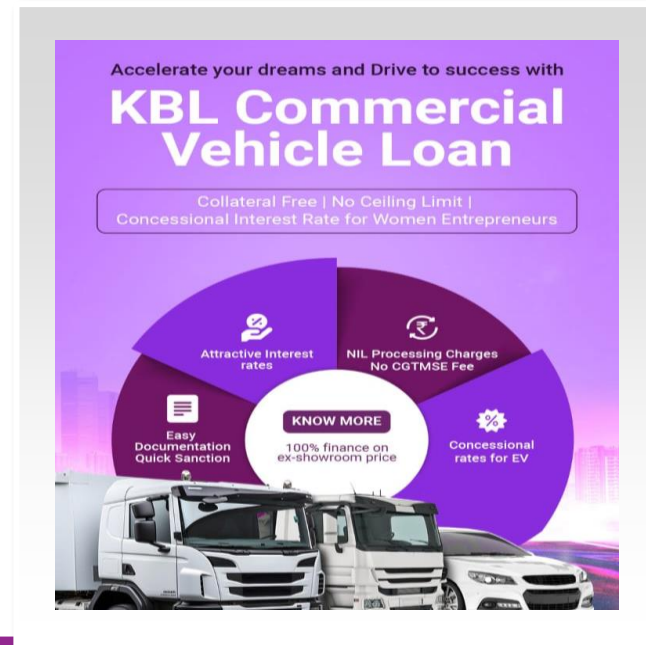 Accelerate your dreams and Drive to success with
KBL Commercial
Vehicle Loan
Collateral Free | No Ceiling Limit |
Concessional Interest Rate for Women Entrepreneurs
Attractive Interest
rates
NIL Processing Charges
No CGTMSE Fee
Easy
Documentation
Quick Sanction
KNOW MORE
100% finance on
ex-showroom price
Concessional
rates for EV